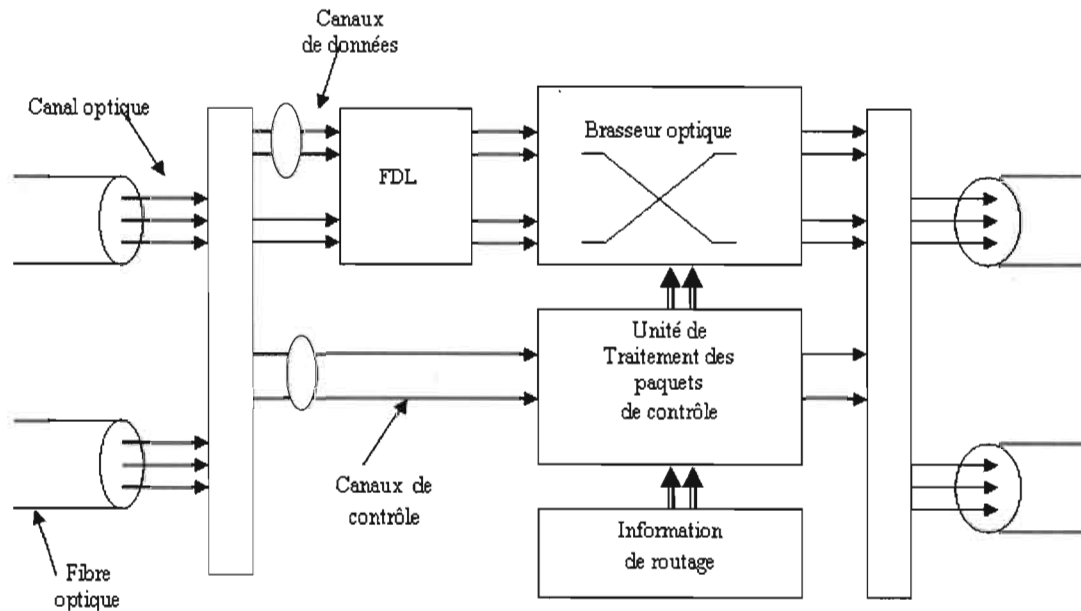 Canaux
de données
Canal optique
FDL
Brasseur optique
Unité de
Traitement des
paquets
de contrôle
Canaux de
contrôle
Information
de routage
Fibre
optique